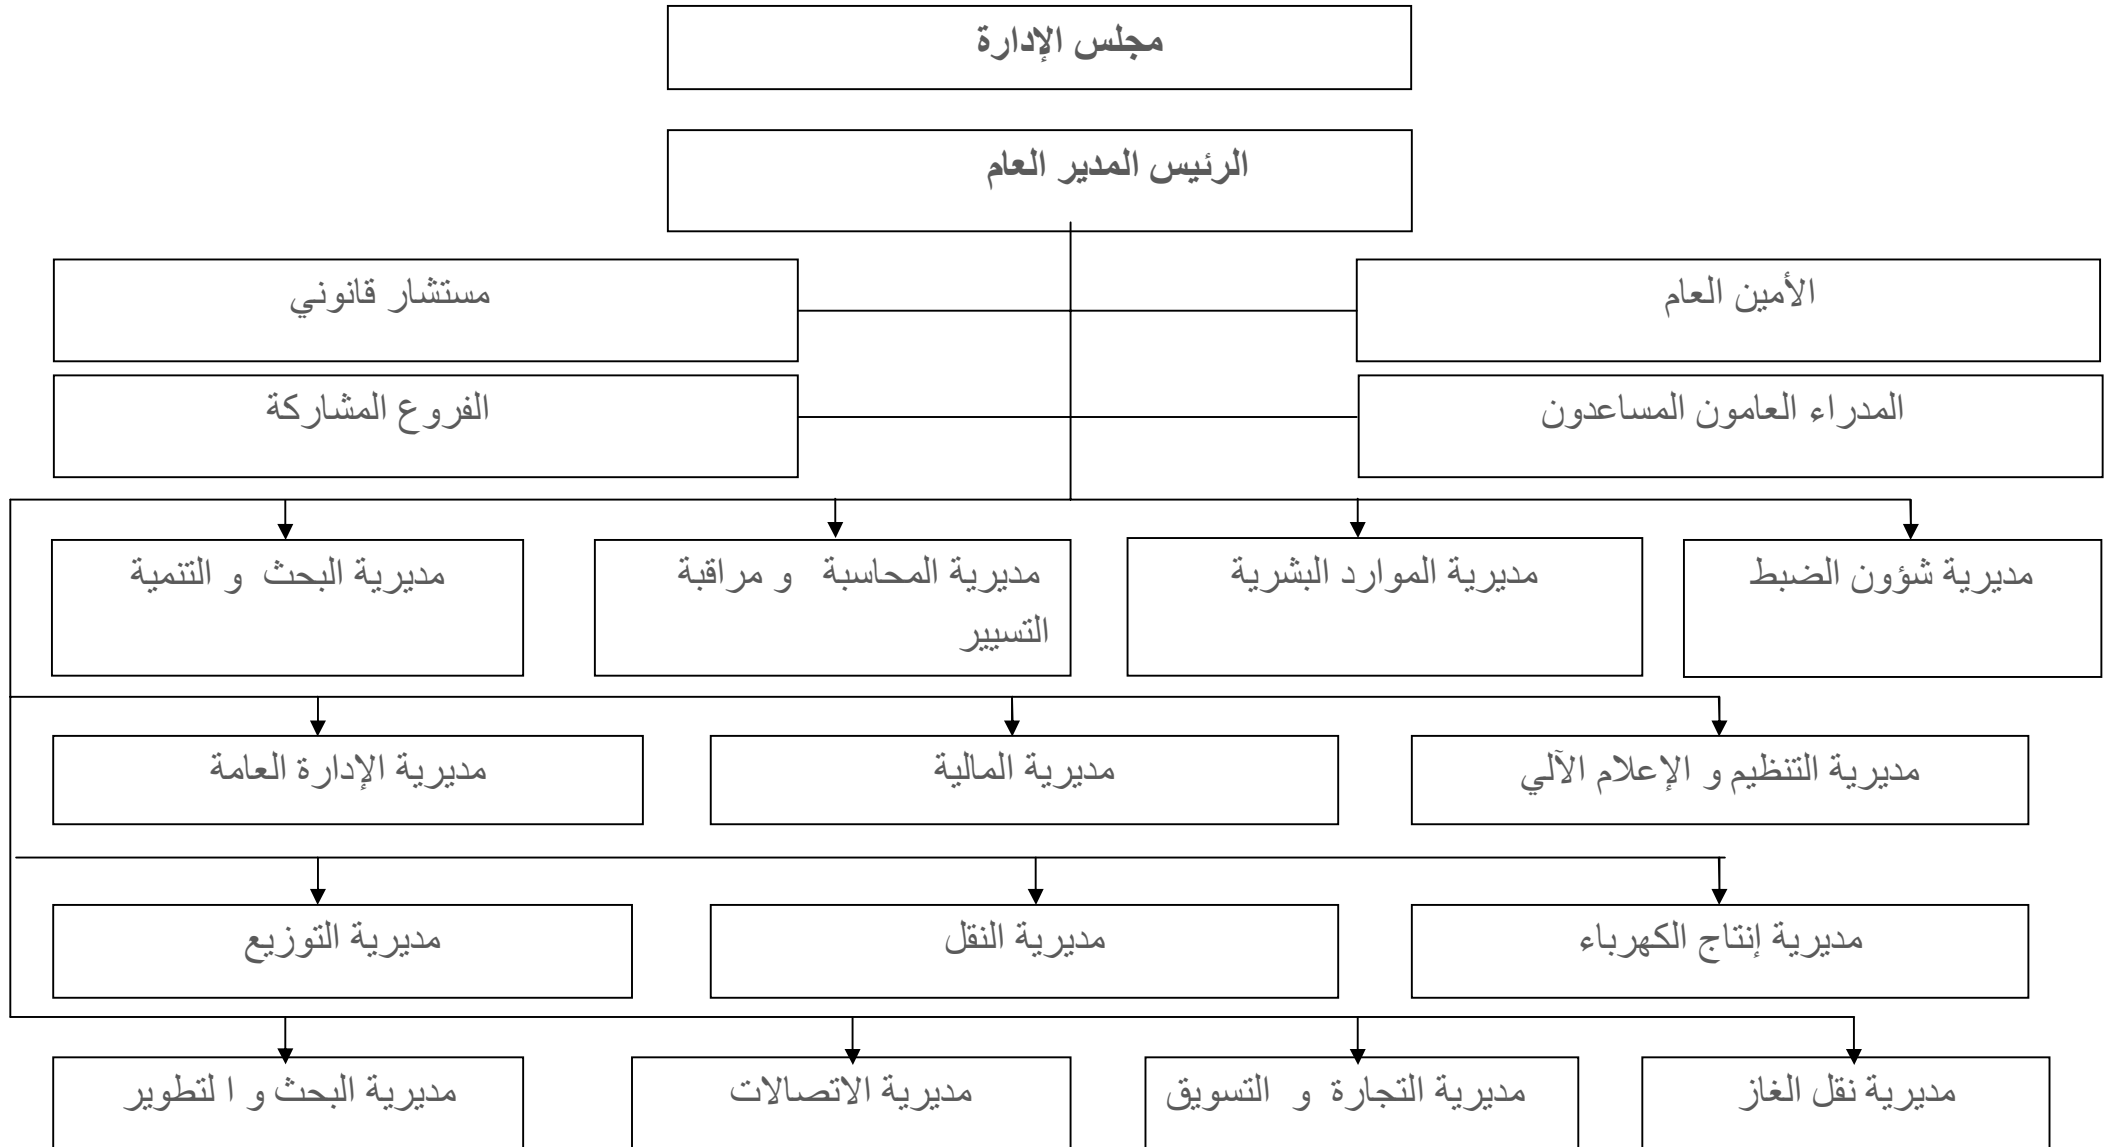 مجلس الإدارة
الرئيس المدير العام
الأمين العام
مستشار قانوني
المدراء العامون المساعدون
الفروع المشاركة
مديرية شؤون الضبط
مديرية الموارد البشرية
مديرية المحاسبة و مراقبة
التسيير
مديرية البحث و التنمية
مديرية التنظيم و الإعلام الآلي
مديرية المالية
مديرية الإدارة العامة
مديرية إنتاج الكهرباء
مديرية النقل
مديرية التوزيع
مديرية نقل الغاز
مديرية التجارة و التسويق
مديرية الاتصالات
مديرية البحث و ا لتطوير